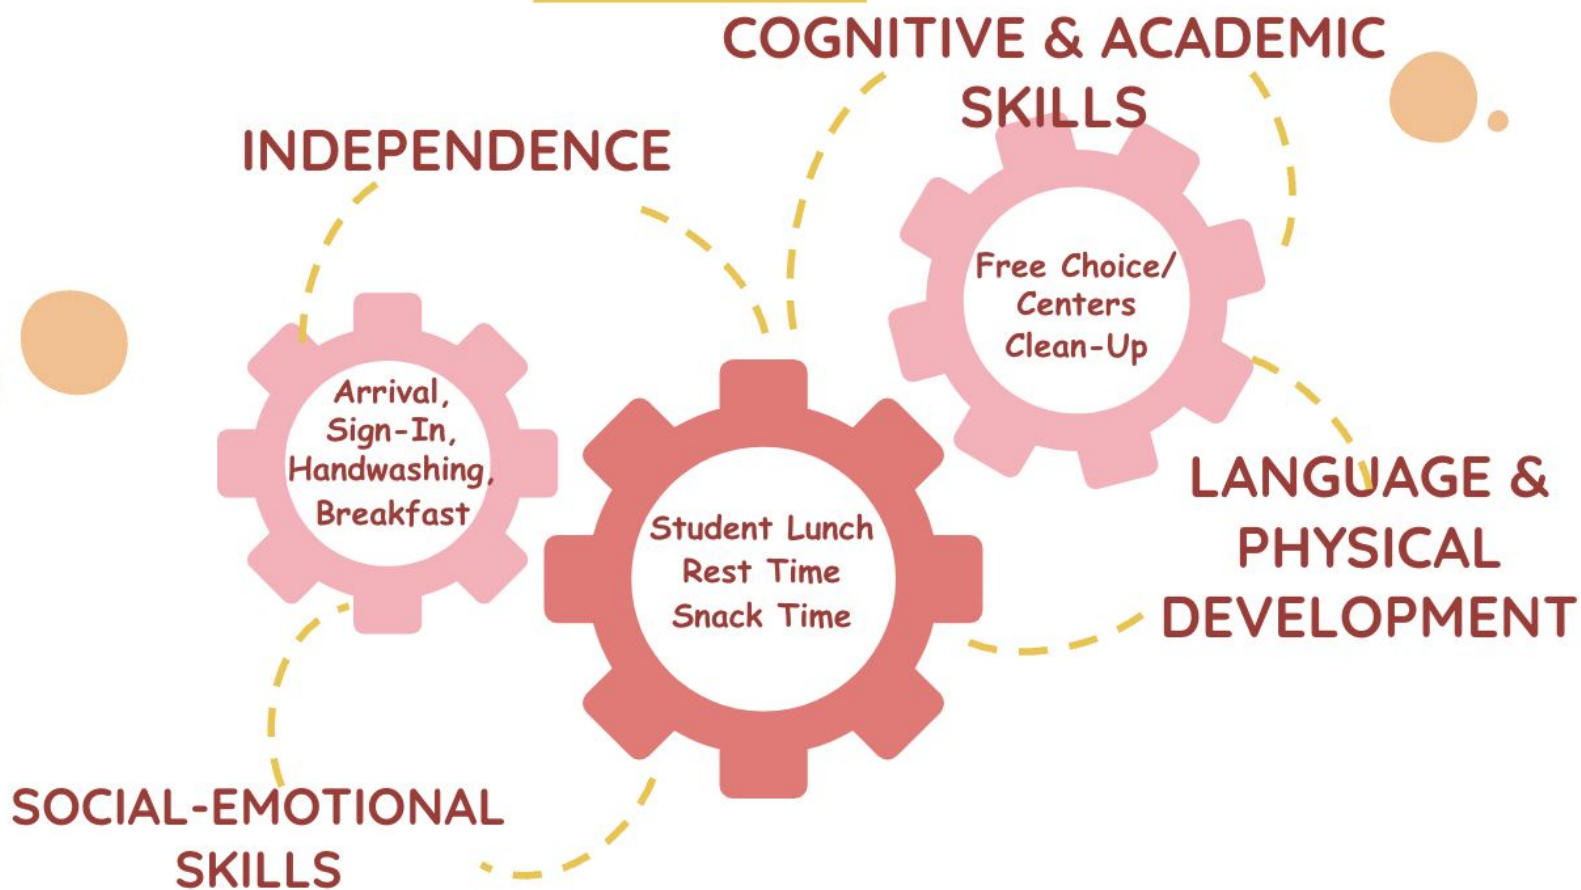 COGNITIVE & ACADEMIC
SKILLS
INDEPENDENCE
Free Choice/
Centers
Clean-Up
Arrival,
Sign-In,
Handwashing,
Breakfast
Student Lunch
Rest Time
Snack Time
LANGUAGE &
PHYSICAL
DEVELOPMENT
SOCIAL-EMOTIONAL
SKILLS